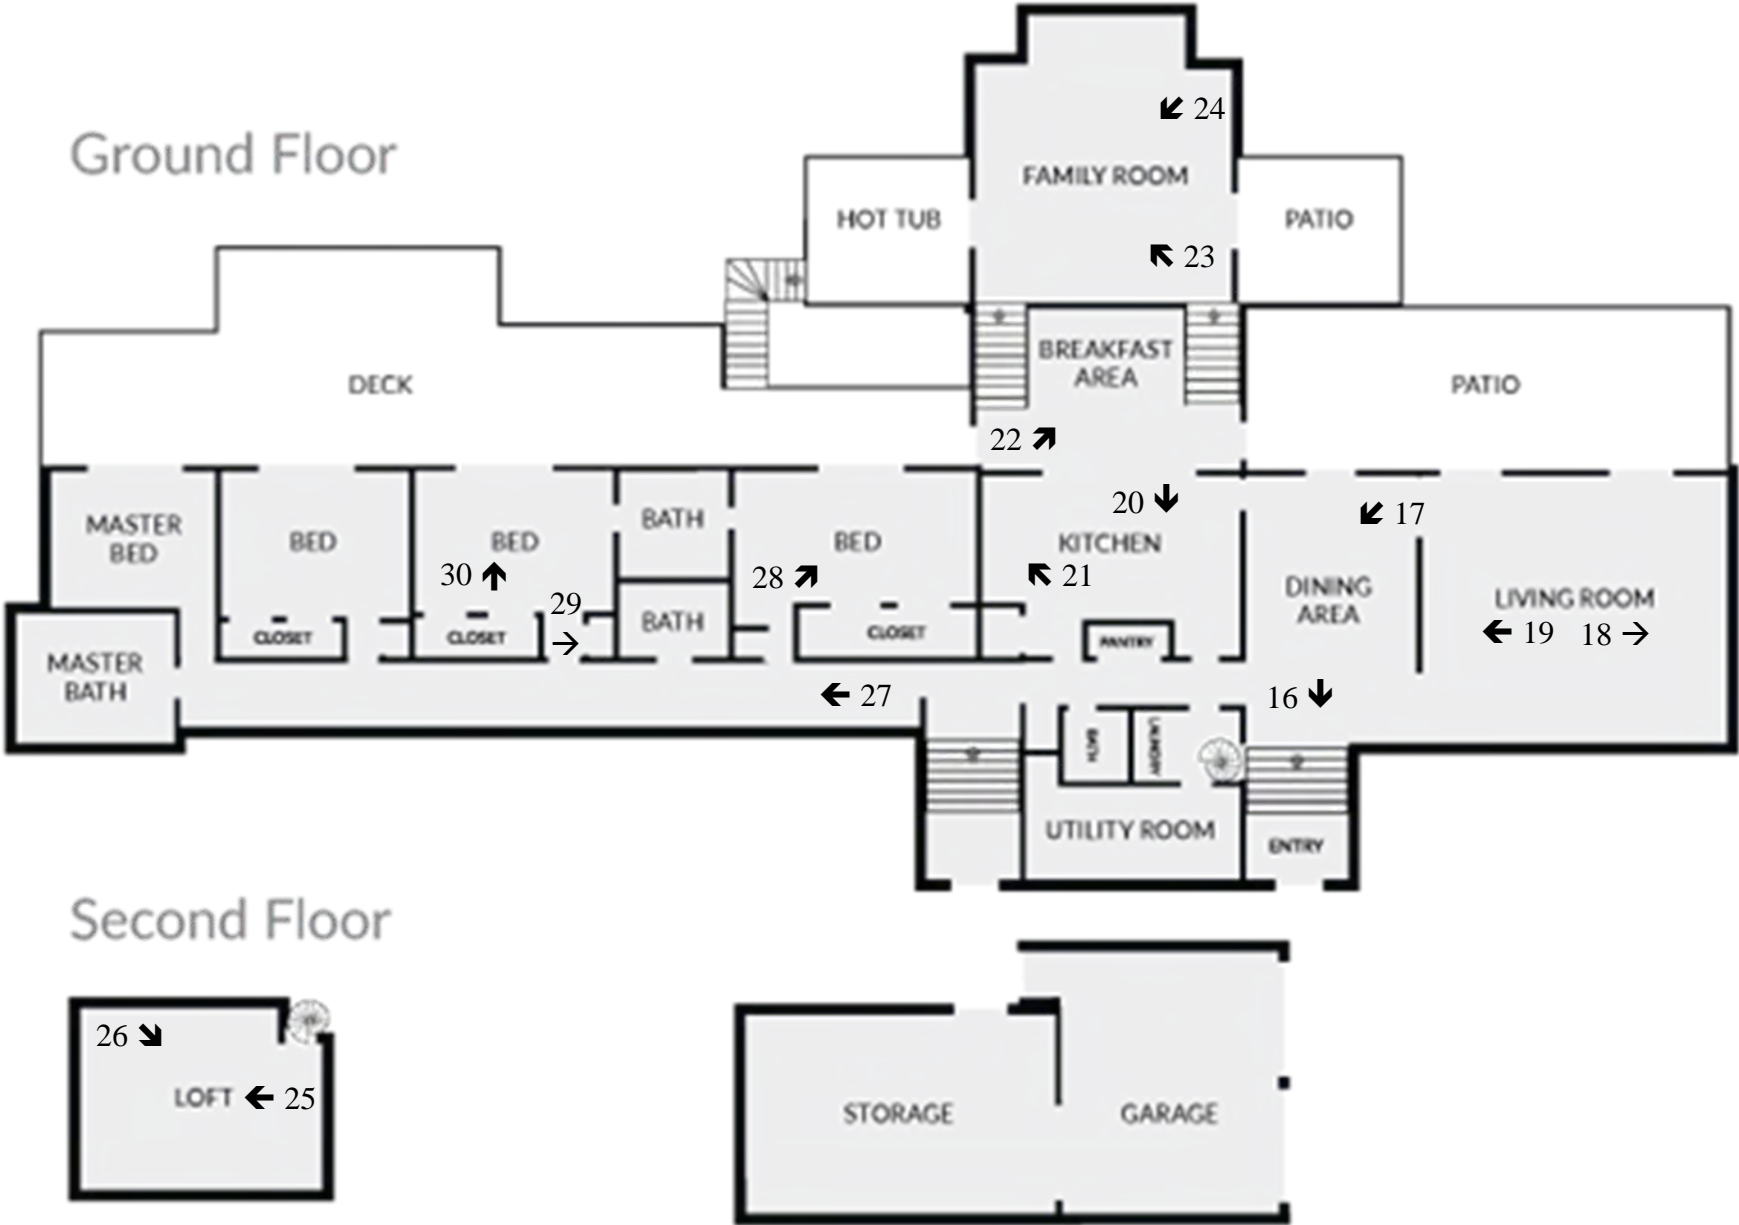 24
Ground Floor
FAMILY ROOM
HOT TUB
PATIO
23
BREAKFAST
AREA
DECK
PATIO
22
20
17
MASTER
BED
BED
BED
BATH
BED
KITCHEN
30
28
21
29
DINING
AREA
LIVING ROOM
CLOSET
CLOSET
BATH
CLOSET
PANTRY
19
18
MASTER
BATH
27
16
BATH
LAUNDRY
UTILITY ROOM
ENTRY
Second Floor
26
LOFT
25
STORAGE
GARAGE